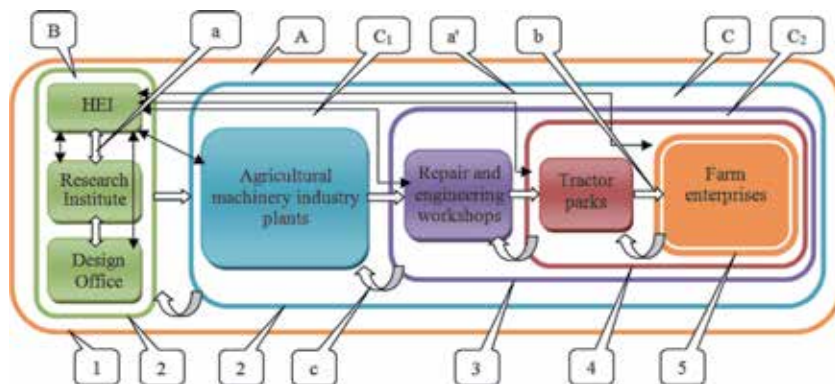 B
a
A
C₁
a'
b
C
C₂
HEI
Research
Institute
Design
Office
Agricultural
machinery industry
plants
Repair and
engineering
workshops
Tractor
parks
Farm
enterprises
1
2
2
c
3
4
5